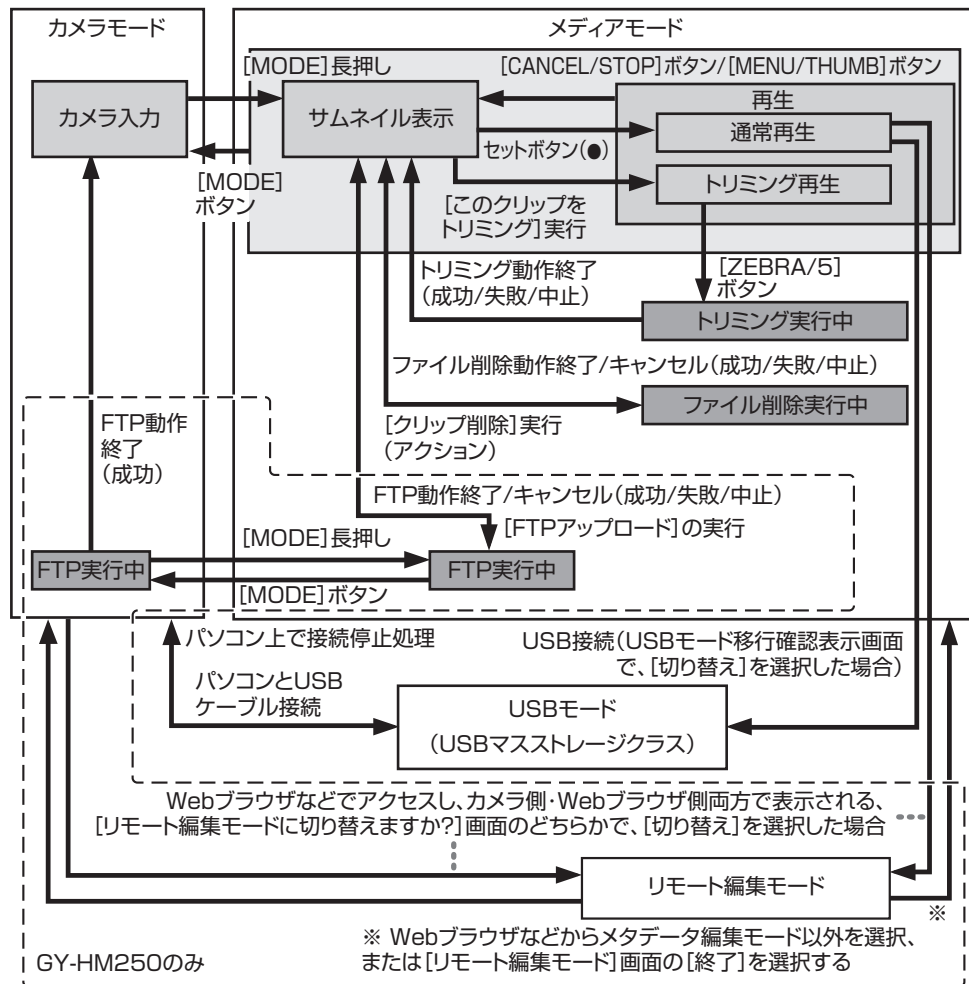 カメラモード
メディアモード
[MODE]長押し
[CANCEL/STOP]ボタン/[MENU/THUMB]ボタン
カメラ入力
サムネイル表示
再生
通常再生
セットボタン(●)
トリミング再生
[MODE]
ボタン
[このクリップを
トリミング]実行
トリミング動作終了
(成功/失敗/中止)
[ZEBRA/5]
ボタン
トリミング実行中
ファイル削除動作終了/キャンセル(成功/失敗/中止)
ファイル削除実行中
[クリップ削除]実行
(アクション)
FTP動作
終了
(成功)
FTP動作終了/キャンセル(成功/失敗/中止)
[FTPアップロード]の実行
[MODE]長押し
FTP実行中
FTP実行中
[MODE]ボタン
パソコン上で接続停止処理
USB接続(USBモード移行確認表示画面
で、[切り替え]を選択した場合)
パソコンとUSB
ケーブル接続
USBモード
(USBマスストレージクラス)
Webブラウザなどでアクセスし、カメラ側・Webブラウザ側両方で表示される、
[リモート編集モードに切り替えますか?]画面のどちらかで、[切り替え]を選択した場合
リモート編集モード
※
※ Webブラウザなどからメタデータ編集モード以外を選択、
または[リモート編集モード]画面の[終了]を選択する
GY-HM250のみ